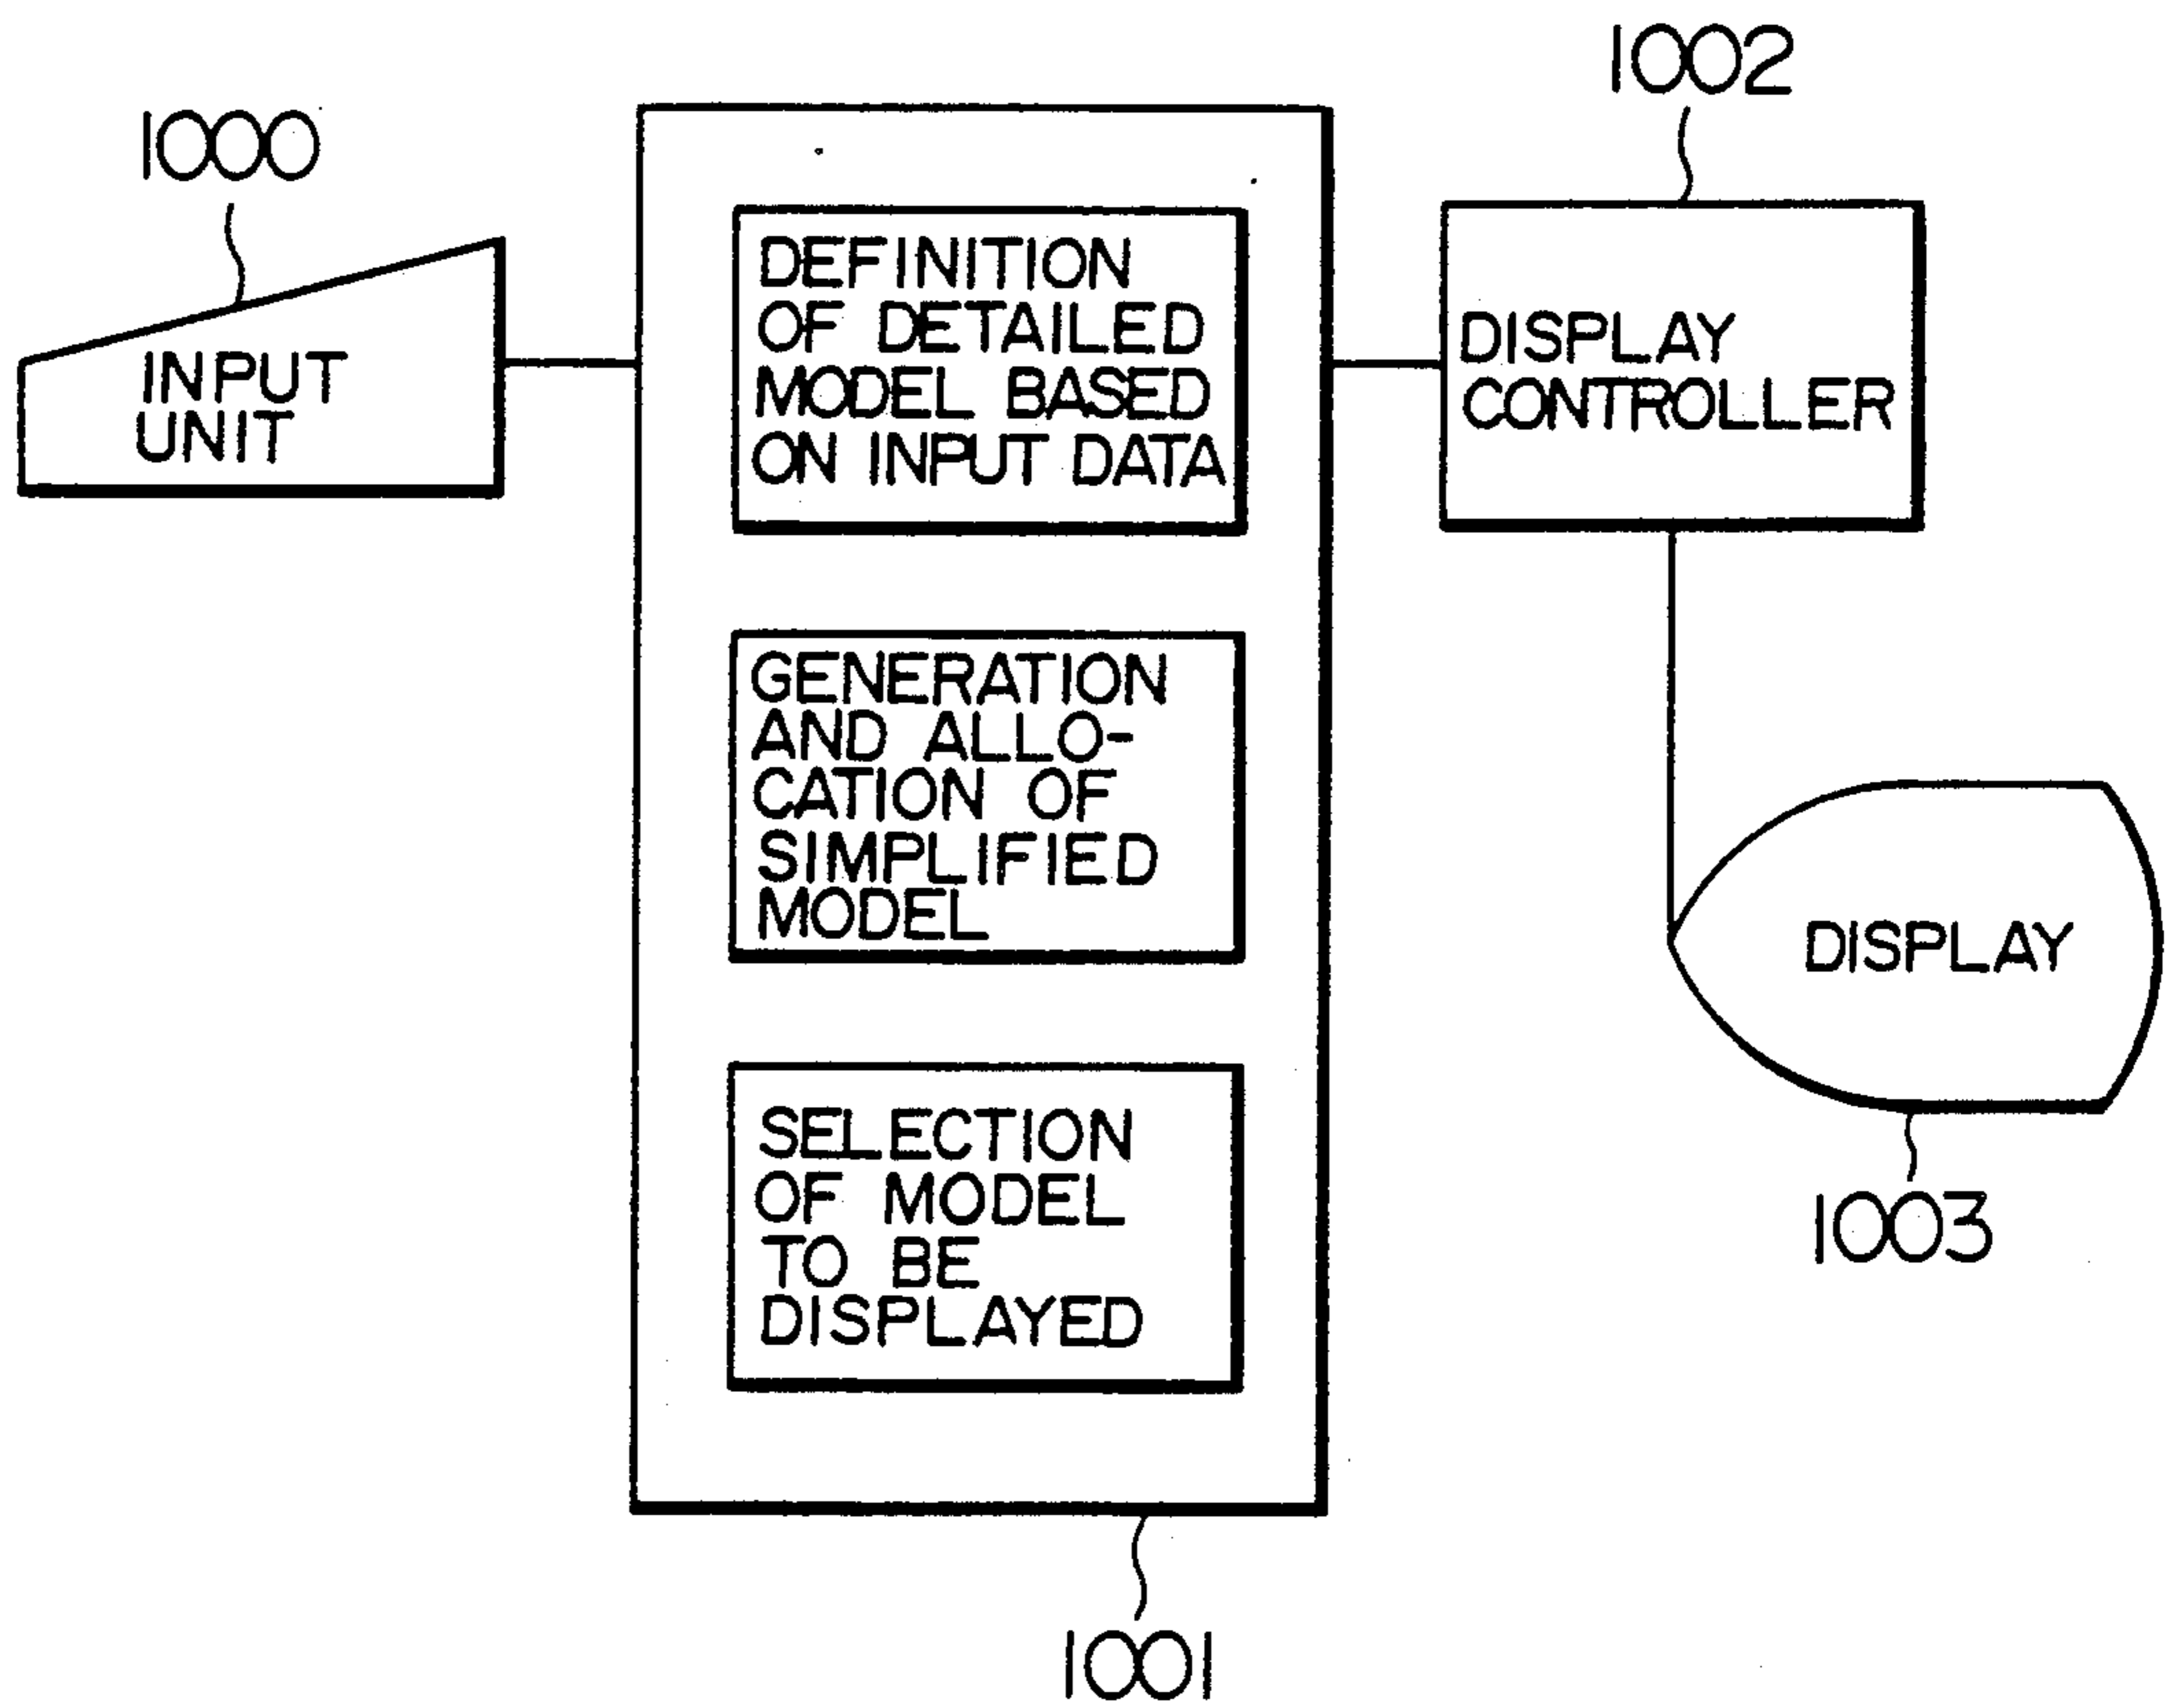 1000
INPUT
UNIT
DEFINITION
OF DETAILED
MODEL BASED
ON INPUT DATA
GENERATION
AND ALLO-
CATION OF
SIMPLIFIED
MODEL
SELECTION
OF MODEL
TO BE
DISPLAYED
1001
1002
DISPLAY
CONTROLLER
DISPLAY
1003